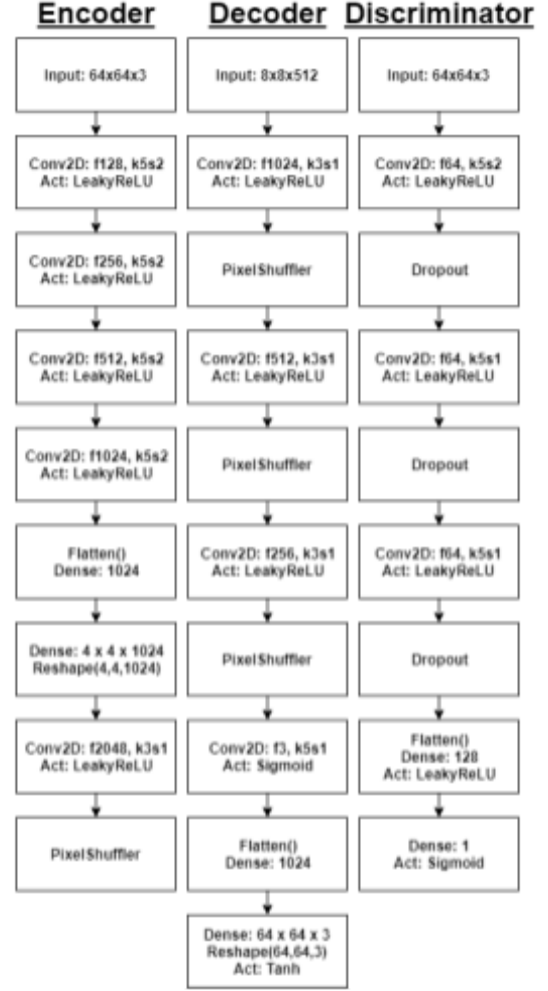 Encoder
Input: 64x64x3
Conv2D: f128, k5s2
Act: LeakyReLU
Conv2D: f256, k5s2
Act: LeakyReLU
Conv2D: f512, k5s2
Act: LeakyReLU
Conv2D: f1024, k5s2
Act: LeakyReLU
Flatten()
Dense: 1024
Dense: 4 x 4 x 1024
Reshape(4,4,1024)
Conv2D: f2048, k3s1
Act: LeakyReLU
PixelShuffler
Decoder
Input: 8x8x512
Conv2D: f1024, k3s1
Act: LeakyReLU
PixelShuffler
Conv2D: f512, k3s1
Act: LeakyReLU
PixelShuffler
Conv2D: f256, k3s1
Act: LeakyReLU
PixelShuffler
Conv2D: f3, k5s1
Act: Sigmoid
Flatten()
Dense: 1024
Dense: 64 x 64 x 3
Reshape(64,64,3)
Act: Tanh
Discriminator
Input: 64x64x3
Conv2D: f64, k5s2
Act: LeakyReLU
Dropout
Conv2D: f64, k5s1
Act: LeakyReLU
Dropout
Conv2D: f64, k5s1
Act: LeakyReLU
Dropout
Flatten()
Dense: 128
Act: LeakyReLU
Dense: 1
Act: Sigmoid